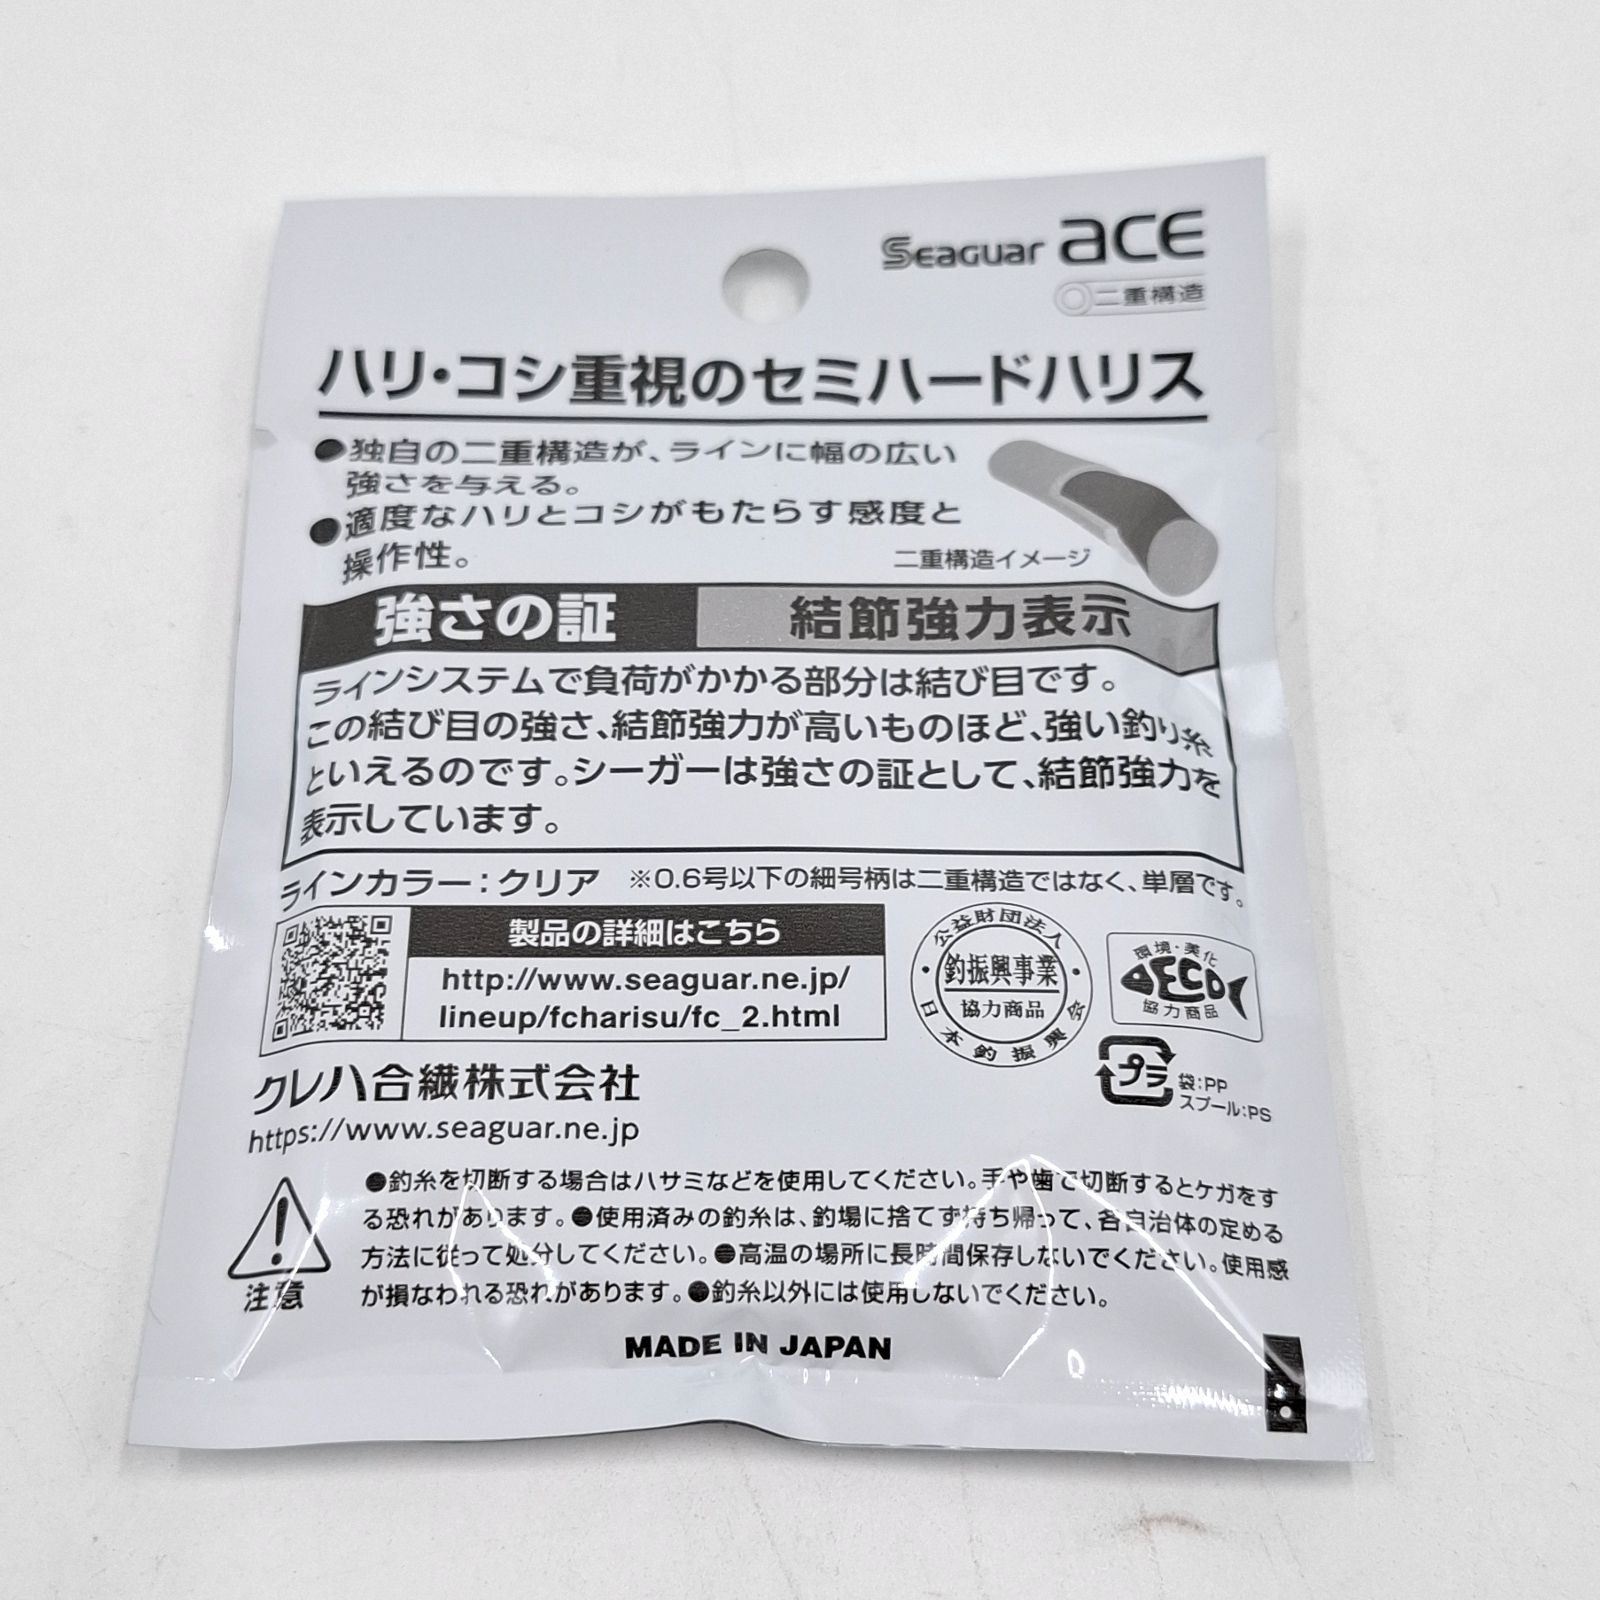 Seaguar ace
二重構造
ハリ・コシ重視のセミハードハリス
●独自の二重構造が、ラインに幅の広い
強さを与える。
●適度なハリとコシがもたらす感度と
操作性。
二重構造イメージ
強さの証 結節強力表示
ラインシステムで負荷がかかる部分は結び目です。
この結び目の強さ、結節強力が高いものほど、強い釣り糸
といえるのです。シーガーは強さの証として、結節強力を
表示しています。
ラインカラー：クリア ※0.6号以下の細号柄は二重構造ではなく、単層です。
製品の詳細はこちら
http://www.seaguar.ne.jp/
lineup/fcharisu/fc_2.html
公益財団法人
釣振興事業
協力商品
日本釣振興会
環境・美化
ECO
協力商品
プラ
袋：PP
スプール：PS
クレハ合繊株式会社
https://www.seaguar.ne.jp
注意
●釣糸を切断する場合はハサミなどを使用してください。手や歯で切断するとケガをす
る恐れがあります。●使用済みの釣糸は、釣場に捨てず持ち帰って、各自治体の定める
方法に従って処分してください。●高温の場所に長時間保存しないでください。使用感
が損なわれる恐れがあります。●釣糸以外には使用しないでください。
MADE IN JAPAN